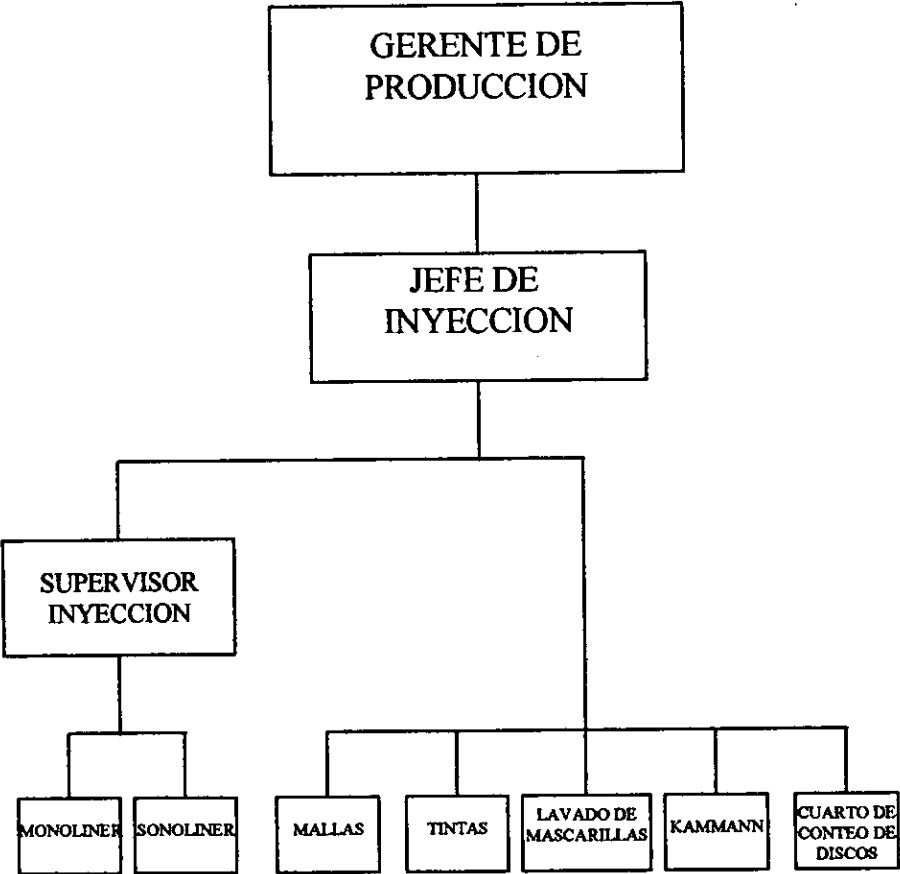 GERENTE DE
PRODUCCION
JEFE DE
INYECCION
SUPERVISOR
INYECCION
MONOLINER
SONOLINER
MALLAS
TINTAS
LAVADO DE
MASCARILLAS
KAMMANN
CUARTO DE
CONTEO DE
DISCOS